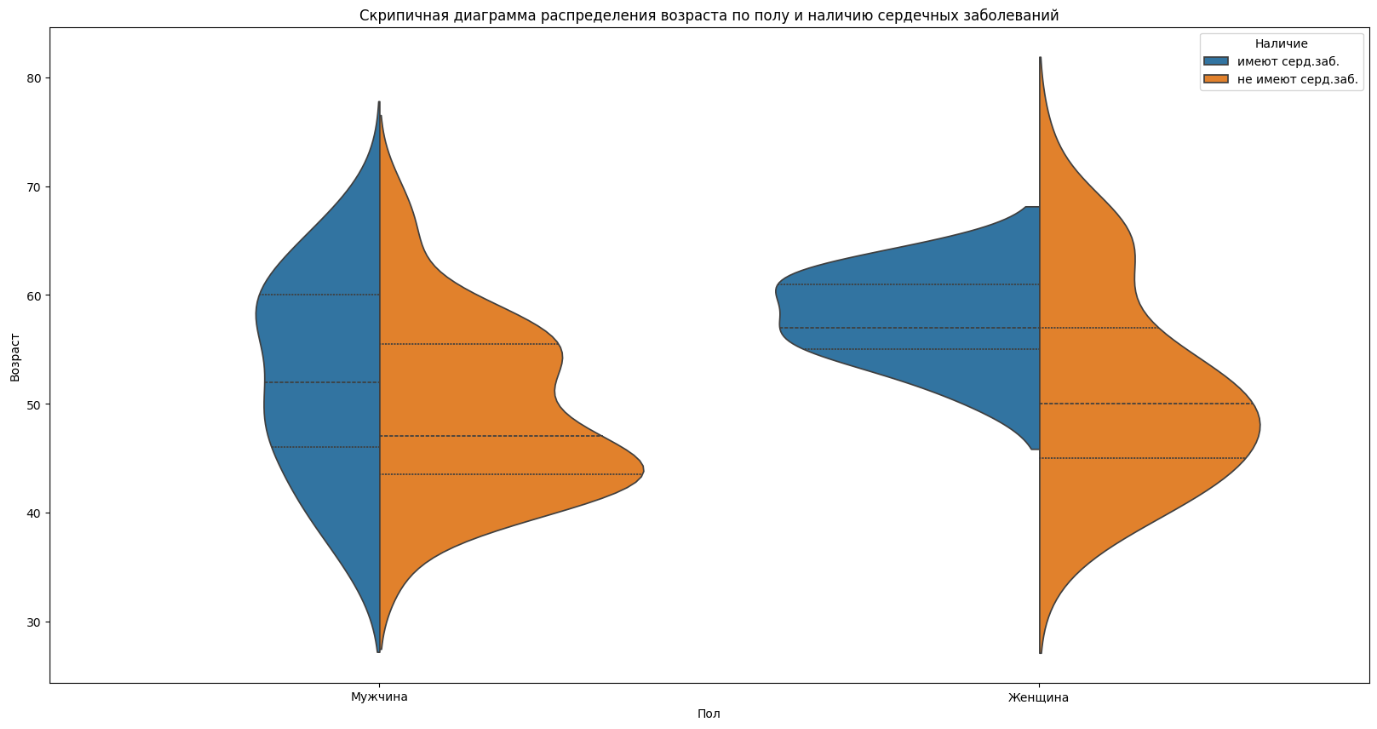 Скрипичная диаграмма распределения возраста по полу и наличию сердечных заболеваний
Наличие
имеют серд.заб.
не имеют серд.заб.
80
70
60
50
40
30
Возраст
Мужчина
Женщина
Пол